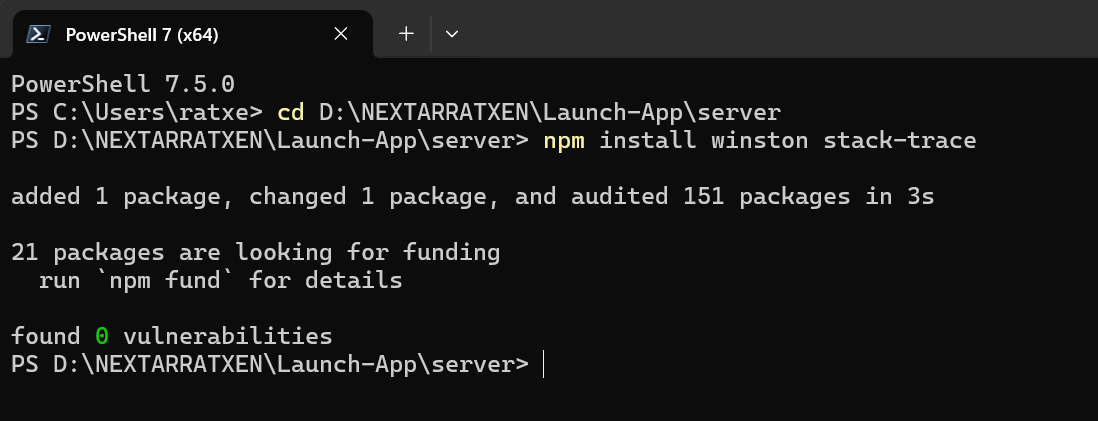 PowerShell 7 (x64)
PowerShell 7.5.0
PS C:\Users\ratxe> cd D:\NEXTARRATXEN\Launch-App\server
PS D:\NEXTARRATXEN\Launch-App\server> npm install winston stack-trace
added 1 package, changed 1 package, and audited 151 packages in 3s
21 packages are looking for funding
  run `npm fund` for details
found 0 vulnerabilities
PS D:\NEXTARRATXEN\Launch-App\server>